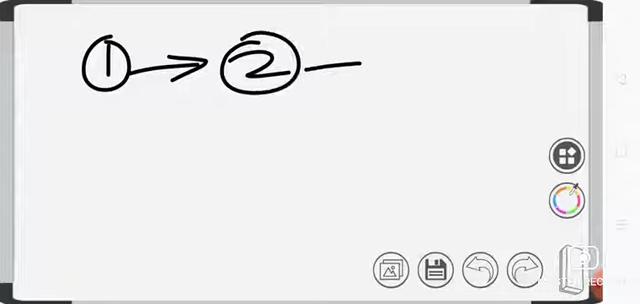 ① → ② —